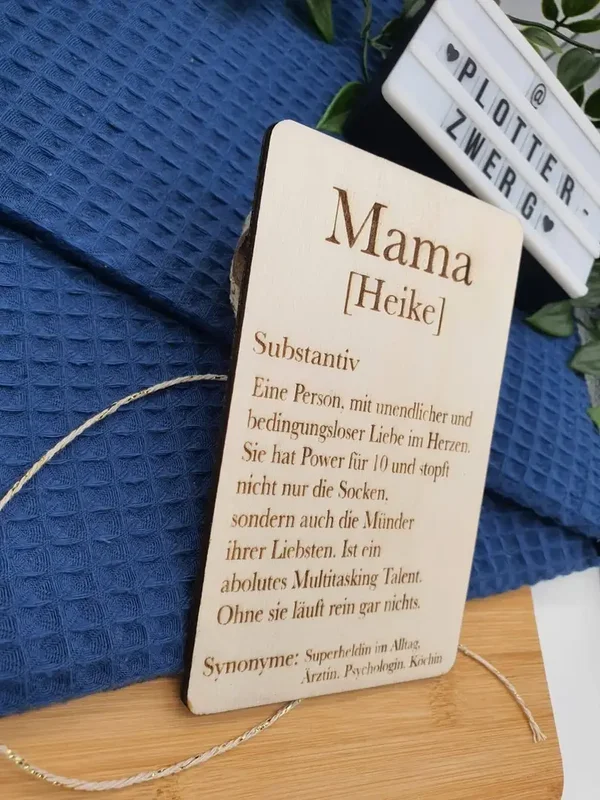 @
♥PLOTTER-
ZWERG♥
Mama
[Heike]
Substantiv
Eine Person, mit unendlicher und
bedingungsloser Liebe im Herzen.
Sie hat Power für 10 und stopft
nicht nur die Socken,
sondern auch die Münder
ihrer Liebsten. Ist ein
abolutes Multitasking Talent.
Ohne sie läuft rein gar nichts.
Synonyme: Superheldin im Alltag,
Ärztin, Psychologin, Köchin